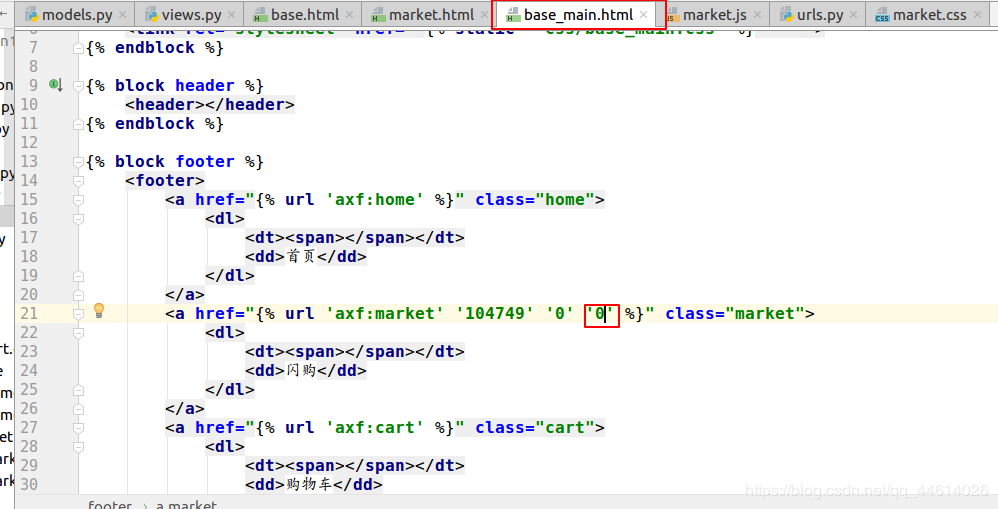 models.py × views.py × base.html × market.html × base_main.html × market.js × urls.py × market.css ×
7 {% endblock %}
8
9 {% block header %}
10 <header></header>
11 {% endblock %}
12
13 {% block footer %}
14 <footer>
15 <a href="{% url 'axf:home' %}" class="home">
16 <dl>
17 <dt><span></span></dt>
18 <dd>首页</dd>
19 </dl>
20 </a>
21 <a href="{% url 'axf:market' '104749' '0' '0' %}" class="market">
22 <dl>
23 <dt><span></span></dt>
24 <dd>闪购</dd>
25 </dl>
26 </a>
27 <a href="{% url 'axf:cart' %}" class="cart">
28 <dl>
29 <dt><span></span></dt>
30 <dd>购物车</dd>
footer › a.market
https://blog.csdn.net/qq_44614026